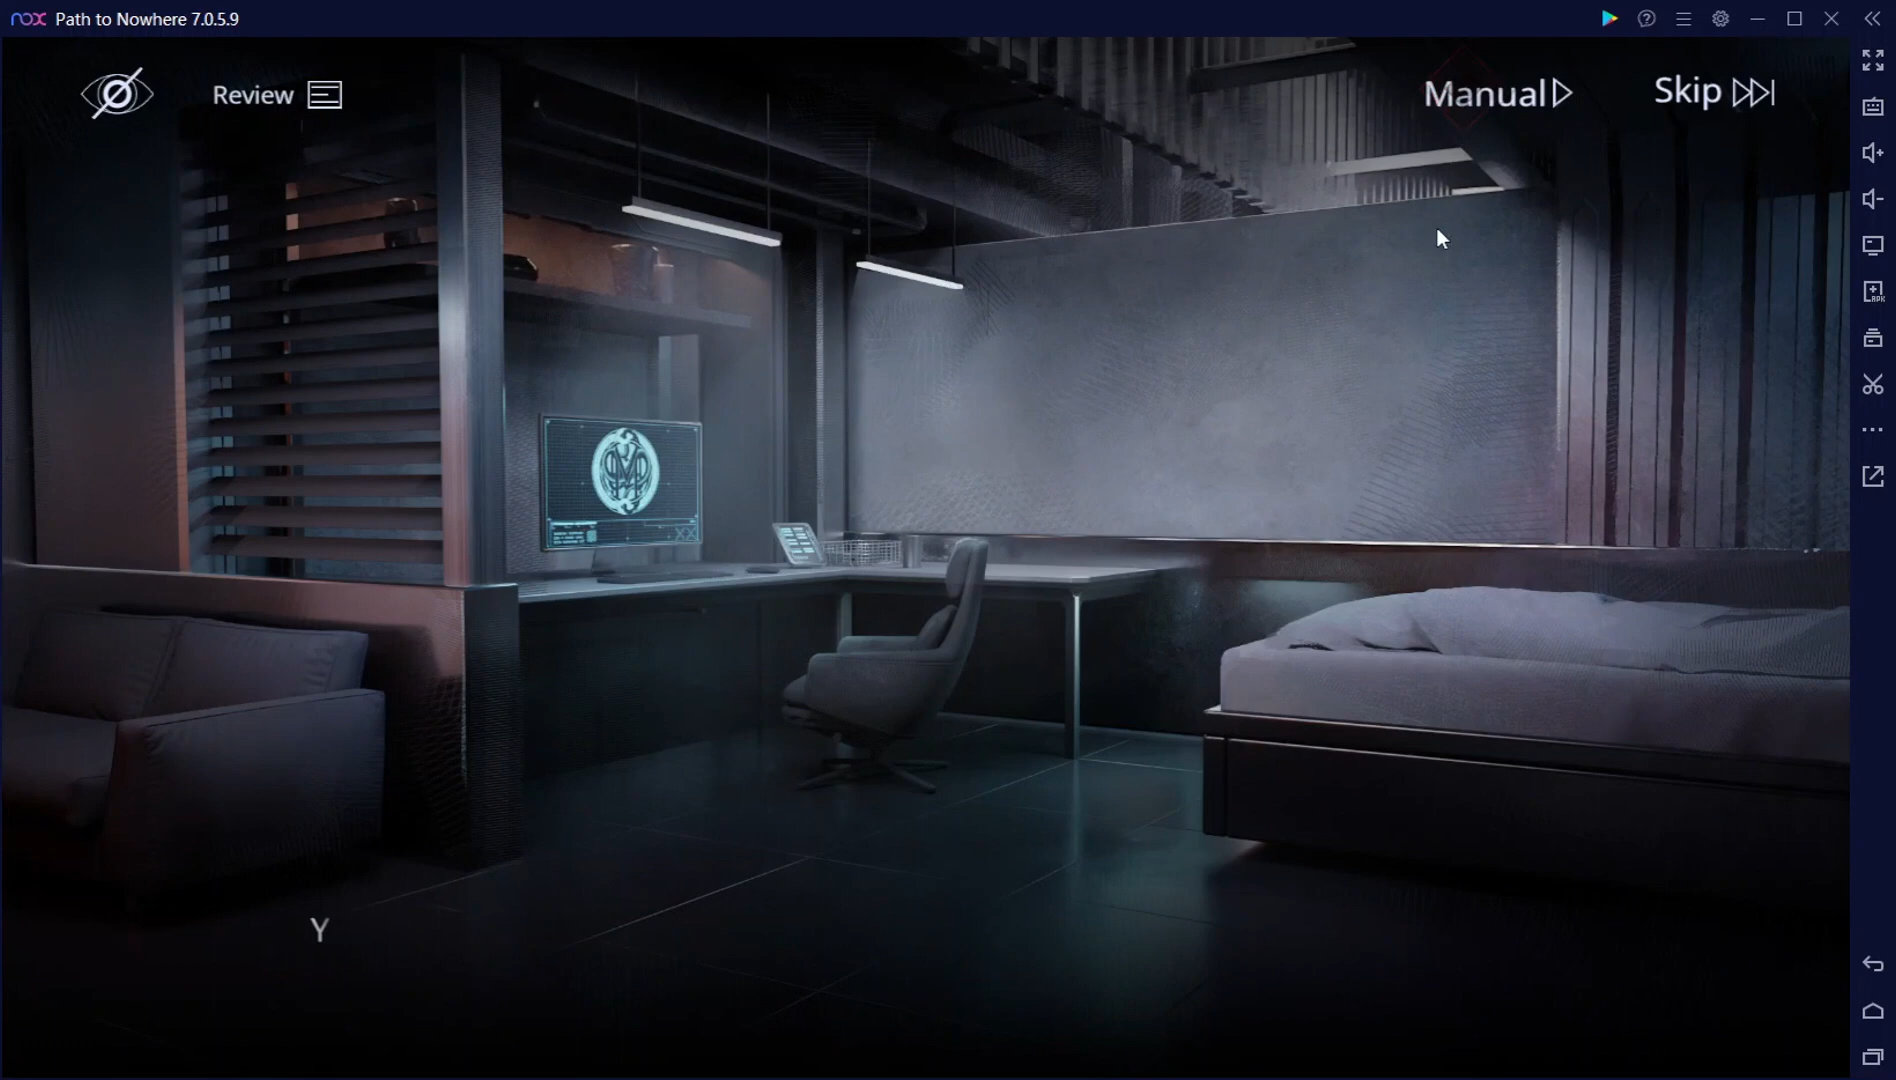 nox Path to Nowhere 7.0.5.9
Review
Manual
Skip
Y